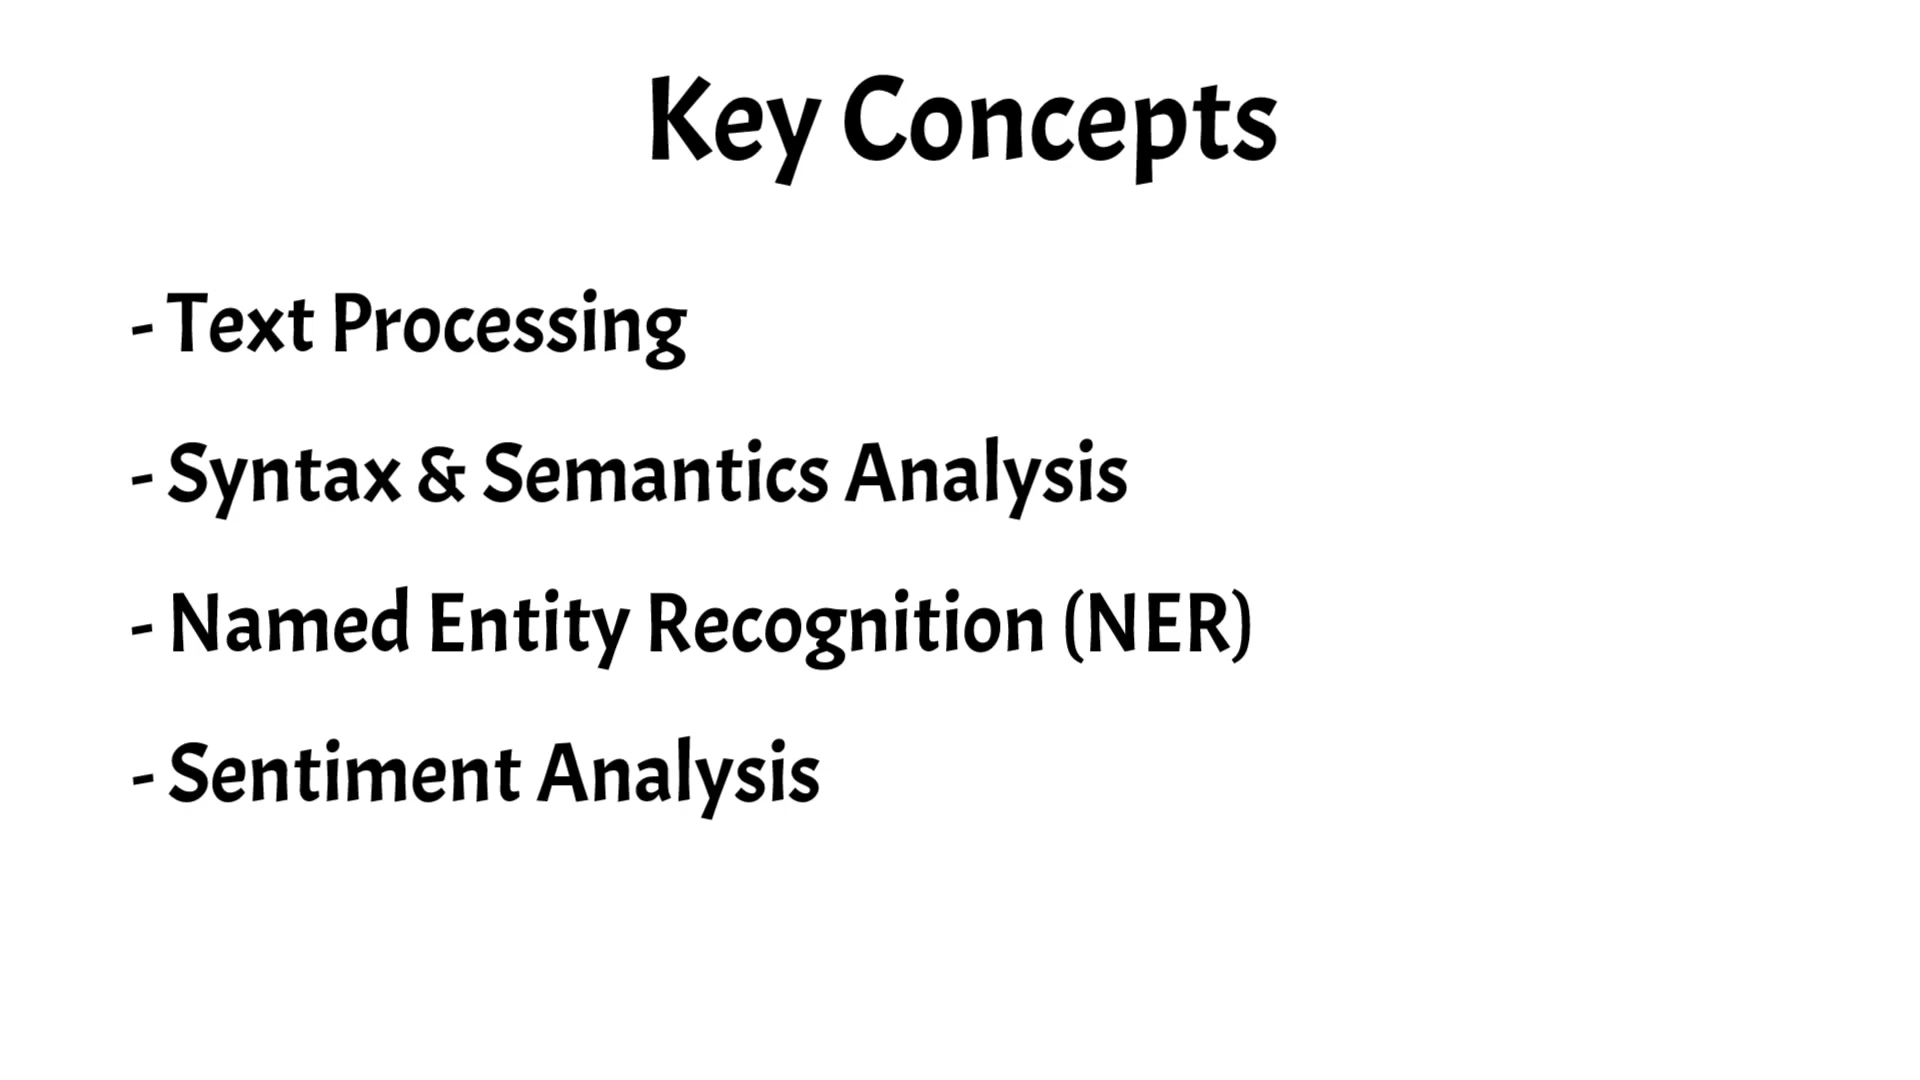 Key Concepts
- Text Processing
- Syntax & Semantics Analysis
- Named Entity Recognition (NER)
- Sentiment Analysis